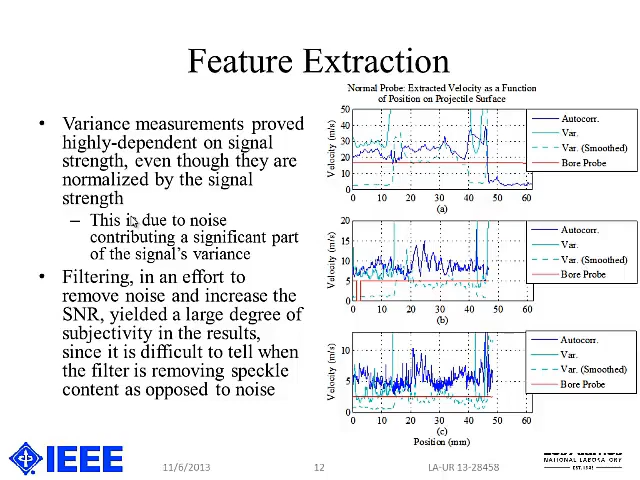 Feature Extraction
• Variance measurements proved
highly-dependent on signal
strength, even though they are
normalized by the signal
strength
– This is due to noise
contributing a significant part
of the signal's variance
• Filtering, in an effort to
remove noise and increase the
SNR, yielded a large degree of
subjectivity in the results,
since it is difficult to tell when
the filter is removing speckle
content as opposed to noise
Normal Probe: Extracted Velocity as a Function
of Position on Projectile Surface
Velocity (m/s)
50
40
30
20
10
0
0 10 20 30 40 50 60
(a)
Autocorr.
Var.
Var. (Smoothed)
Bore Probe
Velocity (m/s)
20
15
10
5
0
0 10 20 30 40 50 60
(b)
Autocorr.
Var.
Var. (Smoothed)
Bore Probe
Velocity (m/s)
10
5
0
0 10 20 30 40 50 60
(c)
Position (mm)
Autocorr.
Var.
Var. (Smoothed)
Bore Probe
IEEE
11/6/2013
12
LA-UR 13-28458
NATIONAL LABORATORY
EST. 1943